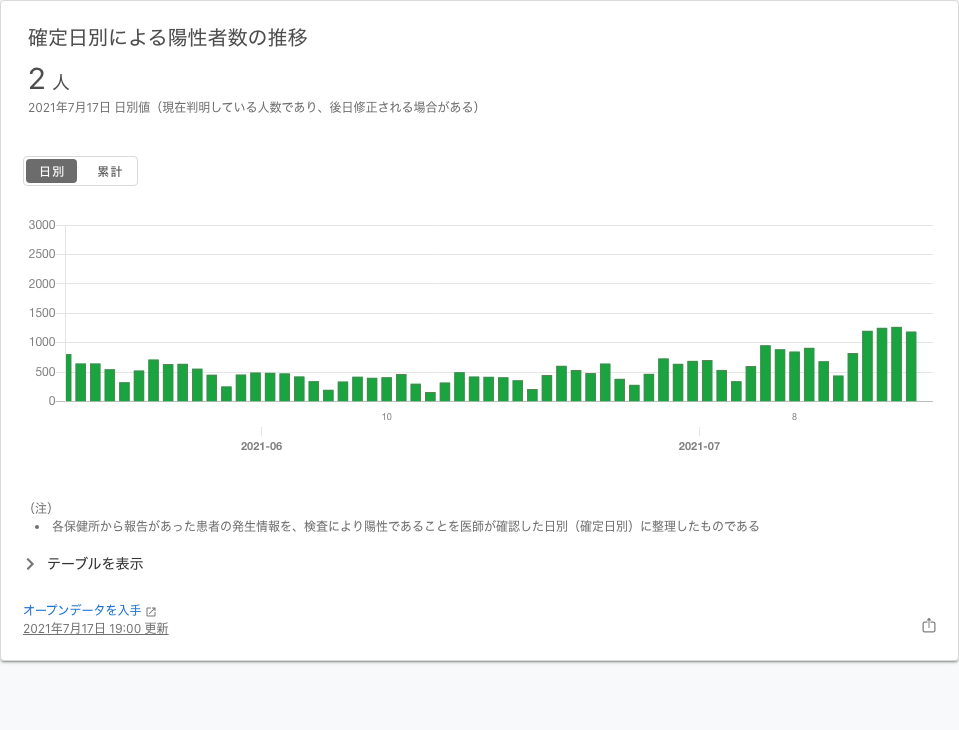 確定日別による陽性者数の推移
2 人
2021年7月17日 日別値（現在判明している人数であり、後日修正される場合がある）
日別 累計
3000
2500
2000
1500
1000
500
0
10 8
2021-06 2021-07
（注）
• 各保健所から報告があった患者の発生情報を、検査により陽性であることを医師が確認した日別（確定日別）に整理したものである
テーブルを表示
オープンデータを入手
2021年7月17日 19:00 更新